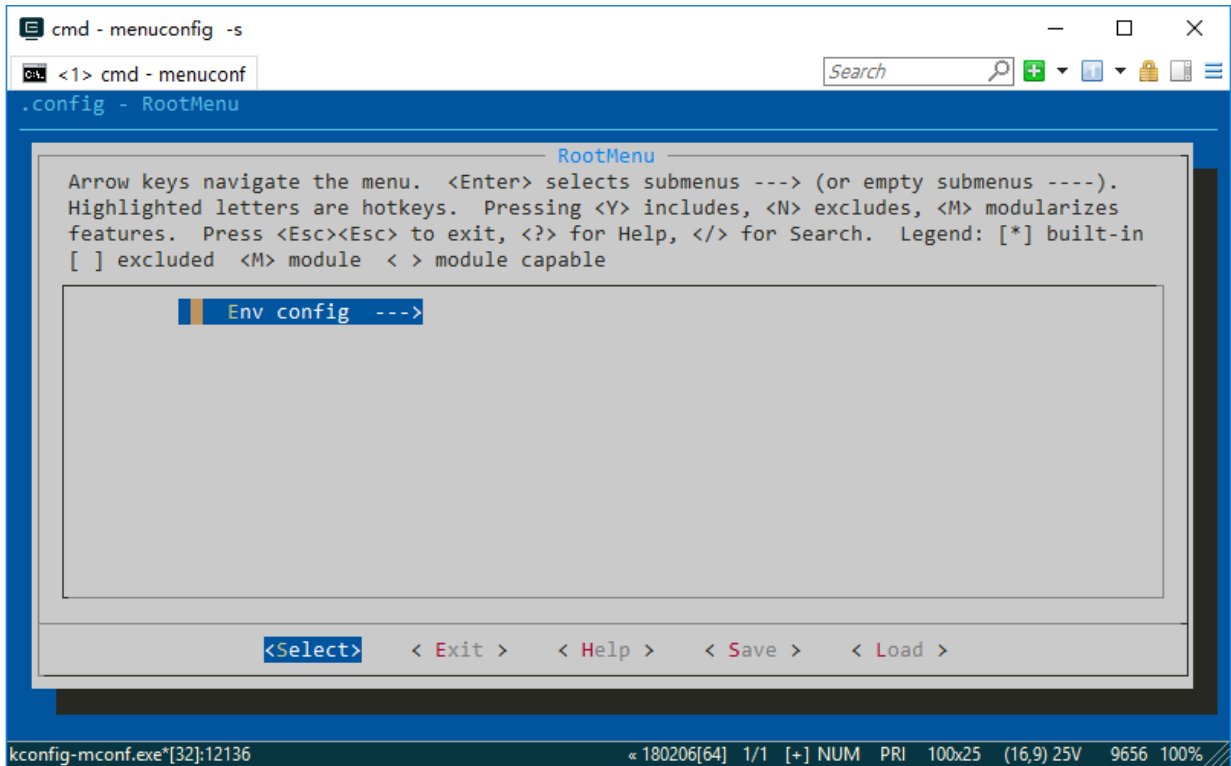 cmd - menuconfig -s
<1> cmd - menuconf
Search
.config - RootMenu
RootMenu
Arrow keys navigate the menu.  <Enter> selects submenus ---> (or empty submenus ----).
Highlighted letters are hotkeys.  Pressing <Y> includes, <N> excludes, <M> modularizes
features.  Press <Esc><Esc> to exit, <?> for Help, </> for Search.  Legend: [*] built-in
[ ] excluded  <M> module  < > module capable
Env config  --->
<Select>    < Exit >    < Help >    < Save >    < Load >
kconfig-mconf.exe*[32]:12136    « 180206[64]  1/1  [+] NUM  PRI  100x25  (16,9) 25V  9656  100%